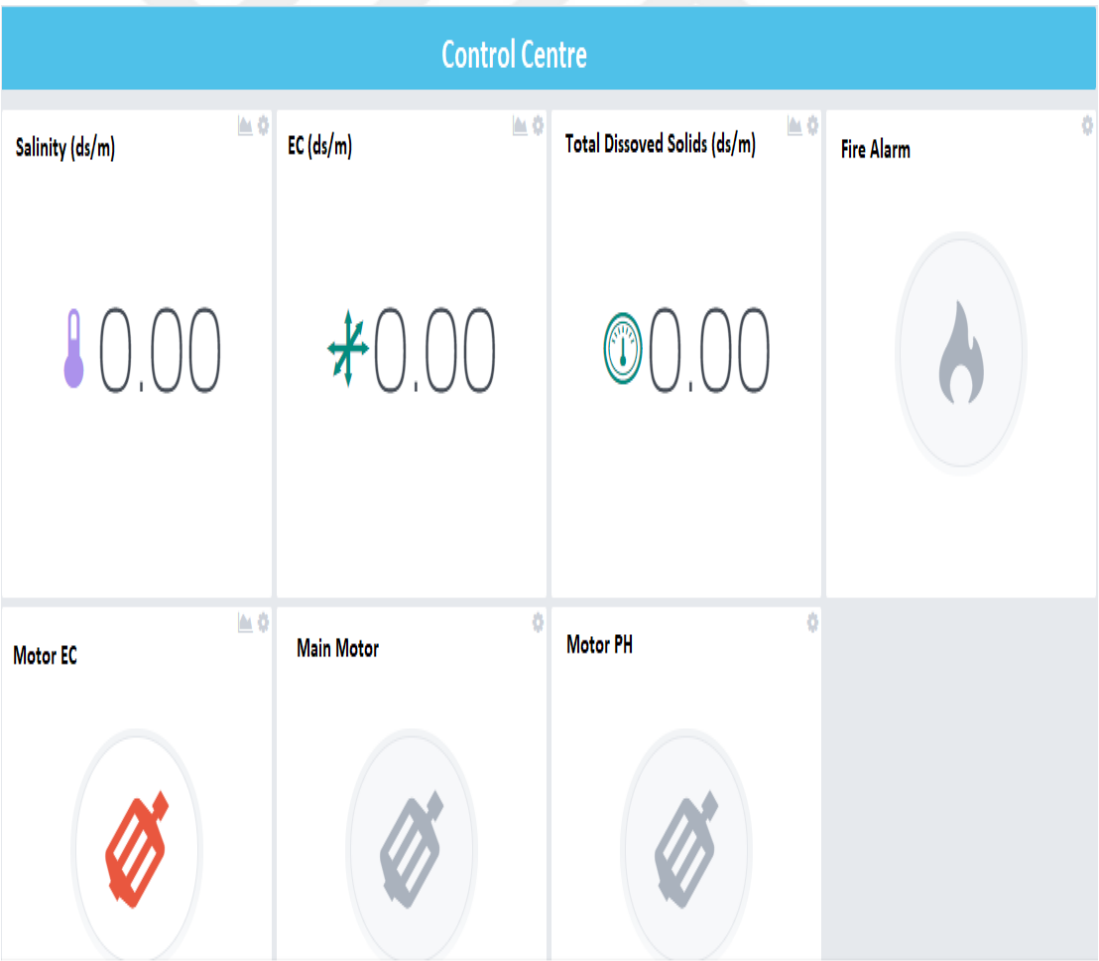 Control Centre
Salinity (ds/m)
EC (ds/m)
Total Dissoved Solids (ds/m)
Fire Alarm
0.00
0.00
0.00
Motor EC
Main Motor
Motor PH